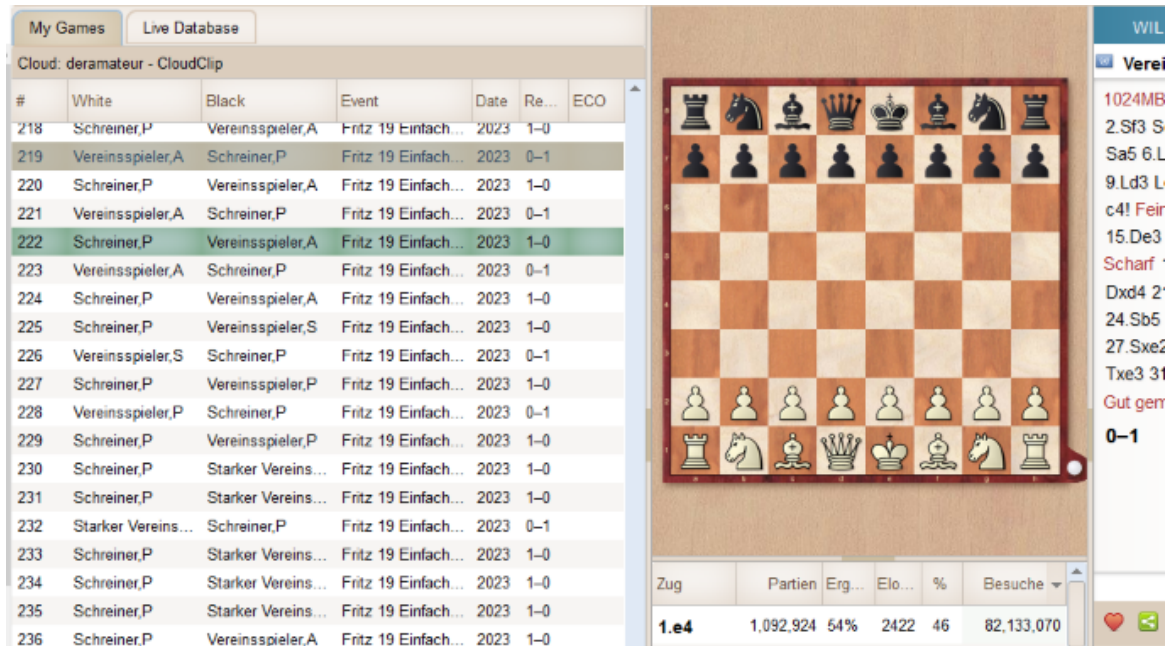 My Games Live Database
WIL
Cloud: deramateur - CloudClip
Verei
# White Black Event Date Re... ECO
218 Schreiner,P Vereinsspieler,A Fritz 19 Einfach... 2023 1–0
219 Vereinsspieler,A Schreiner,P Fritz 19 Einfach... 2023 0–1
220 Schreiner,P Vereinsspieler,A Fritz 19 Einfach... 2023 1–0
221 Vereinsspieler,A Schreiner,P Fritz 19 Einfach... 2023 0–1
222 Schreiner,P Vereinsspieler,A Fritz 19 Einfach... 2023 1–0
223 Vereinsspieler,A Schreiner,P Fritz 19 Einfach... 2023 0–1
224 Schreiner,P Vereinsspieler,A Fritz 19 Einfach... 2023 1–0
225 Schreiner,P Vereinsspieler,S Fritz 19 Einfach... 2023 1–0
226 Vereinsspieler,S Schreiner,P Fritz 19 Einfach... 2023 0–1
227 Schreiner,P Vereinsspieler,P Fritz 19 Einfach... 2023 1–0
228 Vereinsspieler,P Schreiner,P Fritz 19 Einfach... 2023 0–1
229 Schreiner,P Vereinsspieler,P Fritz 19 Einfach... 2023 1–0
230 Schreiner,P Starker Vereins... Fritz 19 Einfach... 2023 1–0
231 Schreiner,P Starker Vereins... Fritz 19 Einfach... 2023 1–0
232 Starker Vereins... Schreiner,P Fritz 19 Einfach... 2023 0–1
233 Schreiner,P Starker Vereins... Fritz 19 Einfach... 2023 1–0
234 Schreiner,P Starker Vereins... Fritz 19 Einfach... 2023 1–0
235 Schreiner,P Starker Vereins... Fritz 19 Einfach... 2023 1–0
236 Schreiner,P Vereinsspieler,A Fritz 19 Einfach... 2023 1–0
Zug Partien Erg... Elo... % Besuche
1.e4 1,092,924 54% 2422 46 82,133,070
1024MB
2.Sf3 S
Sa5 6.L
9.Ld3 L
c4! Fein
15.De3
Scharf 1
Dxd4 21
24.Sb5
27.Sxe2
Txe3 31
Gut gem
0–1